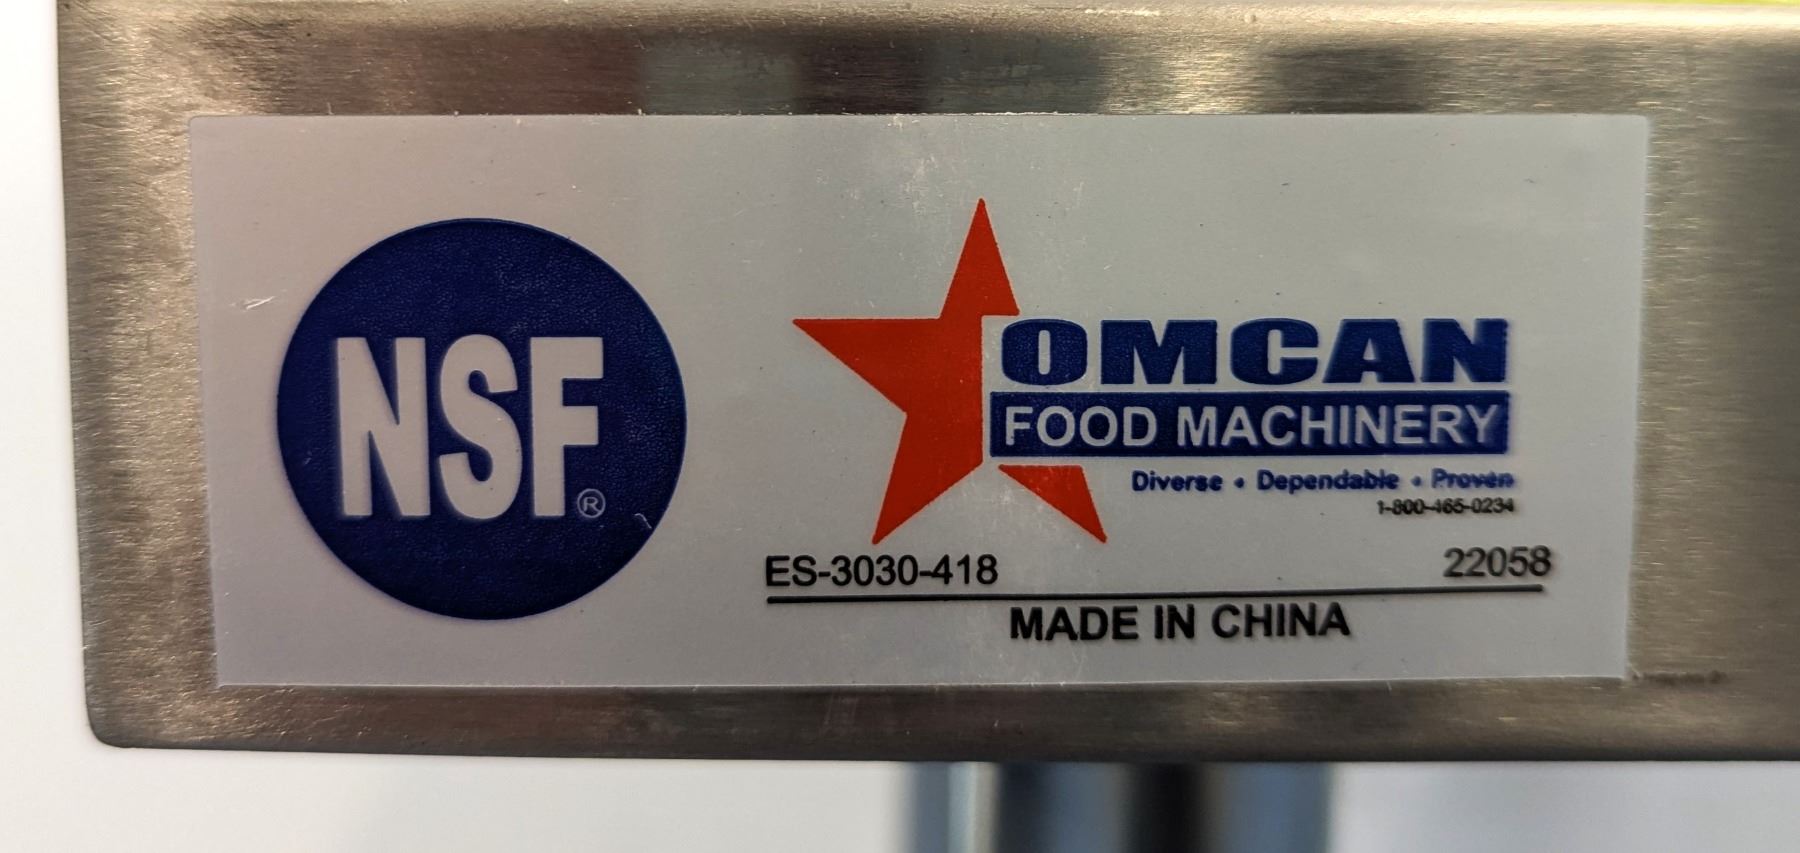 NSF®
OMCAN
FOOD MACHINERY
Diverse • Dependable • Proven
1-800-465-0234
ES-3030-418
22058
MADE IN CHINA